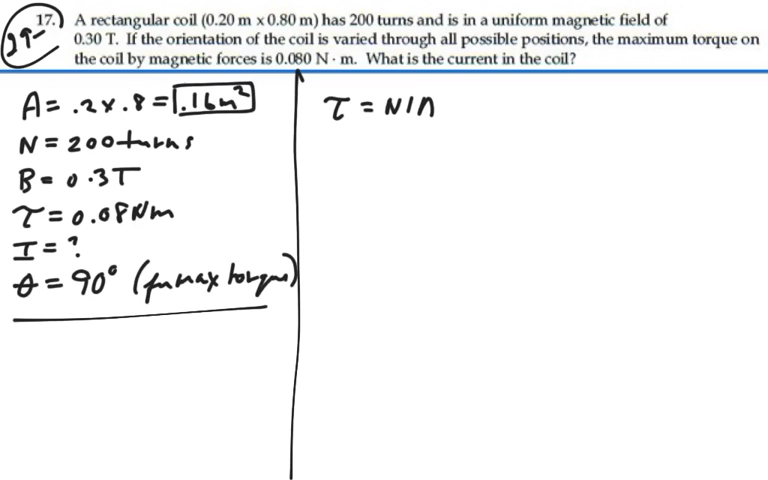 29-
17.) A rectangular coil (0.20 m x 0.80 m) has 200 turns and is in a uniform magnetic field of
0.30 T. If the orientation of the coil is varied through all possible positions, the maximum torque on
the coil by magnetic forces is 0.080 N · m. What is the current in the coil?
A = .2 x .8 = .16m²
N = 200 turns
B = 0.3T
τ = 0.08Nm
I = ?
θ = 90° (for max torque)
τ = NIA